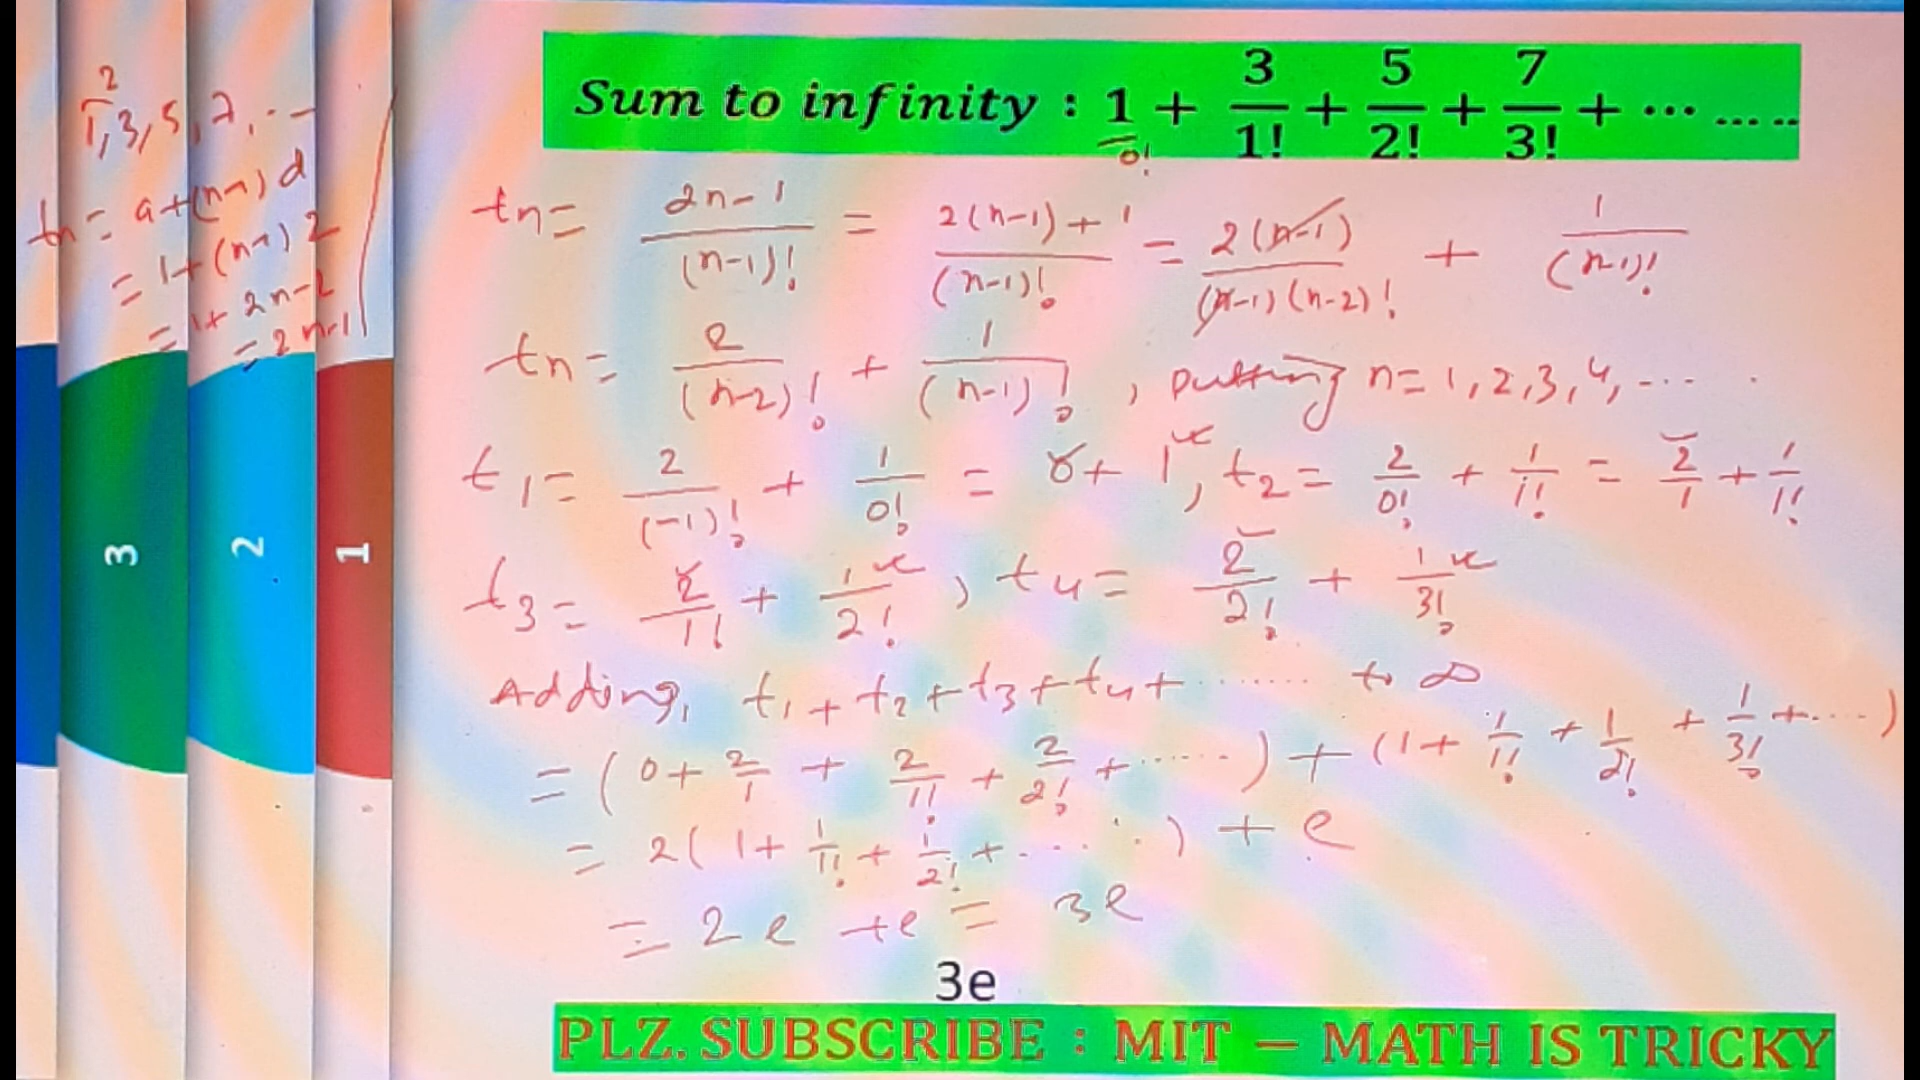 Sum to infinity : 1 + 3/1! + 5/2! + 7/3! + ... ... ..
0!
2
1, 3, 5, 7, ...
tn = a+(n-1) d
= 1+(n-1) 2
= 1+ 2n-2
= 2n-1
tn = 2n-1/(n-1)! = 2(n-1)+1/(n-1)! = 2(n-1)/(n-1)(n-2)! + 1/(n-1)!
tn = 2/(n-2)! + 1/(n-1)! , putting n = 1, 2, 3, 4, ...
t1 = 2/(-1)! + 1/0! = 0 + 1, t2 = 2/0! + 1/1! = 2/1 + 1/1!
t3 = 2/1! + 1/2! , t4 = 2/2! + 1/3!
Adding, t1 + t2 + t3 + t4 + ........ to ∞
= (0 + 2/1 + 2/1! + 2/2! + ......) + (1 + 1/1! + 1/2! + 1/3! + ....)
= 2(1 + 1/1! + 1/2! + .....) + e
= 2e + e = 3e
3e
PLZ. SUBSCRIBE : MIT – MATH IS TRICKY
3
2
1